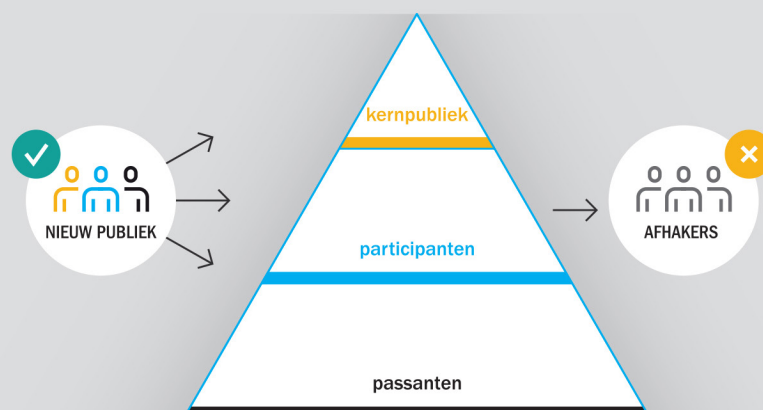 kernpubliek
NIEUW PUBLIEK
AFHAKERS
participanten
passanten